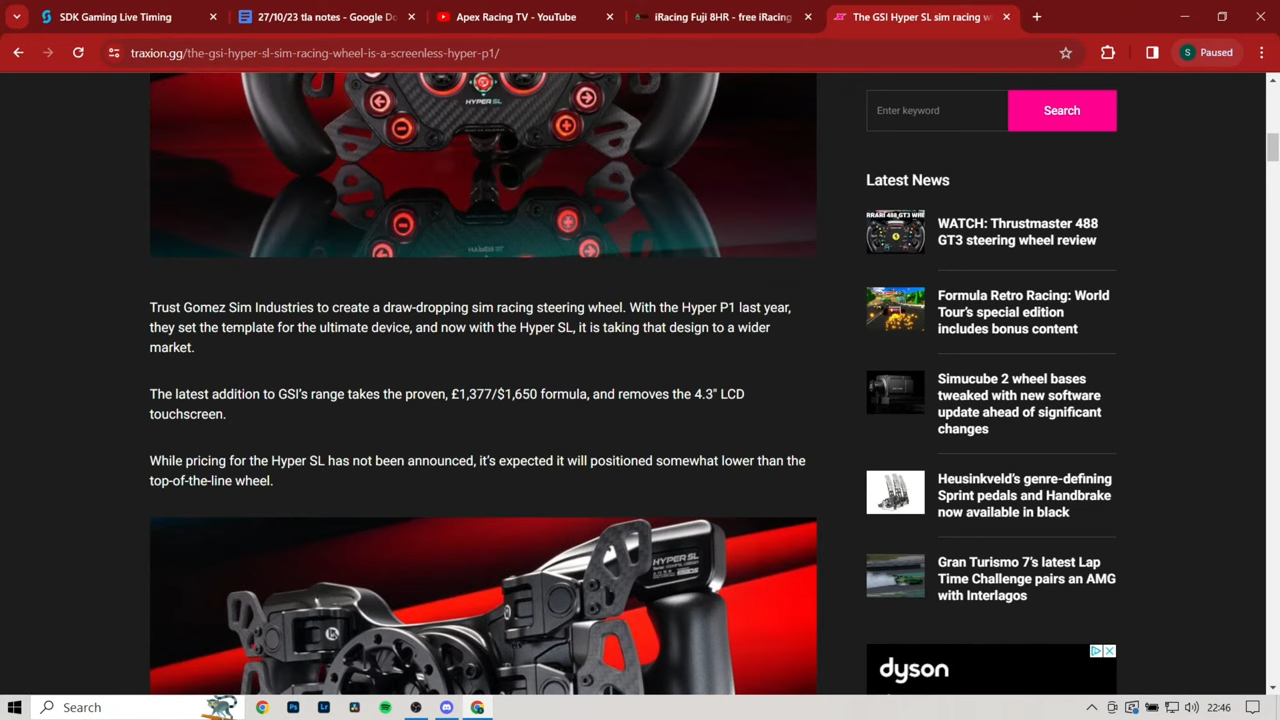 SDK Gaming Live Timing
27/10/23 tla notes - Google Do
Apex Racing TV - YouTube
iRacing Fuji 8HR - free iRacing
The GSI Hyper SL sim racing w
traxion.gg/the-gsi-hyper-sl-sim-racing-wheel-is-a-screenless-hyper-p1/
S
Paused
HYPER SL
Trust Gomez Sim Industries to create a draw-dropping sim racing steering wheel. With the Hyper P1 last year,
they set the template for the ultimate device, and now with the Hyper SL, it is taking that design to a wider
market.
The latest addition to GSI's range takes the proven, £1,377/$1,650 formula, and removes the 4.3" LCD
touchscreen.
While pricing for the Hyper SL has not been announced, it's expected it will positioned somewhat lower than the
top-of-the-line wheel.
HYPER SL
Enter keyword
Search
Latest News
WATCH: Thrustmaster 488
GT3 steering wheel review
Formula Retro Racing: World
Tour's special edition
includes bonus content
Simucube 2 wheel bases
tweaked with new software
update ahead of significant
changes
Heusinkveld's genre-defining
Sprint pedals and Handbrake
now available in black
Gran Turismo 7's latest Lap
Time Challenge pairs an AMG
with Interlagos
dyson
Search
Ps
Lr
22:46